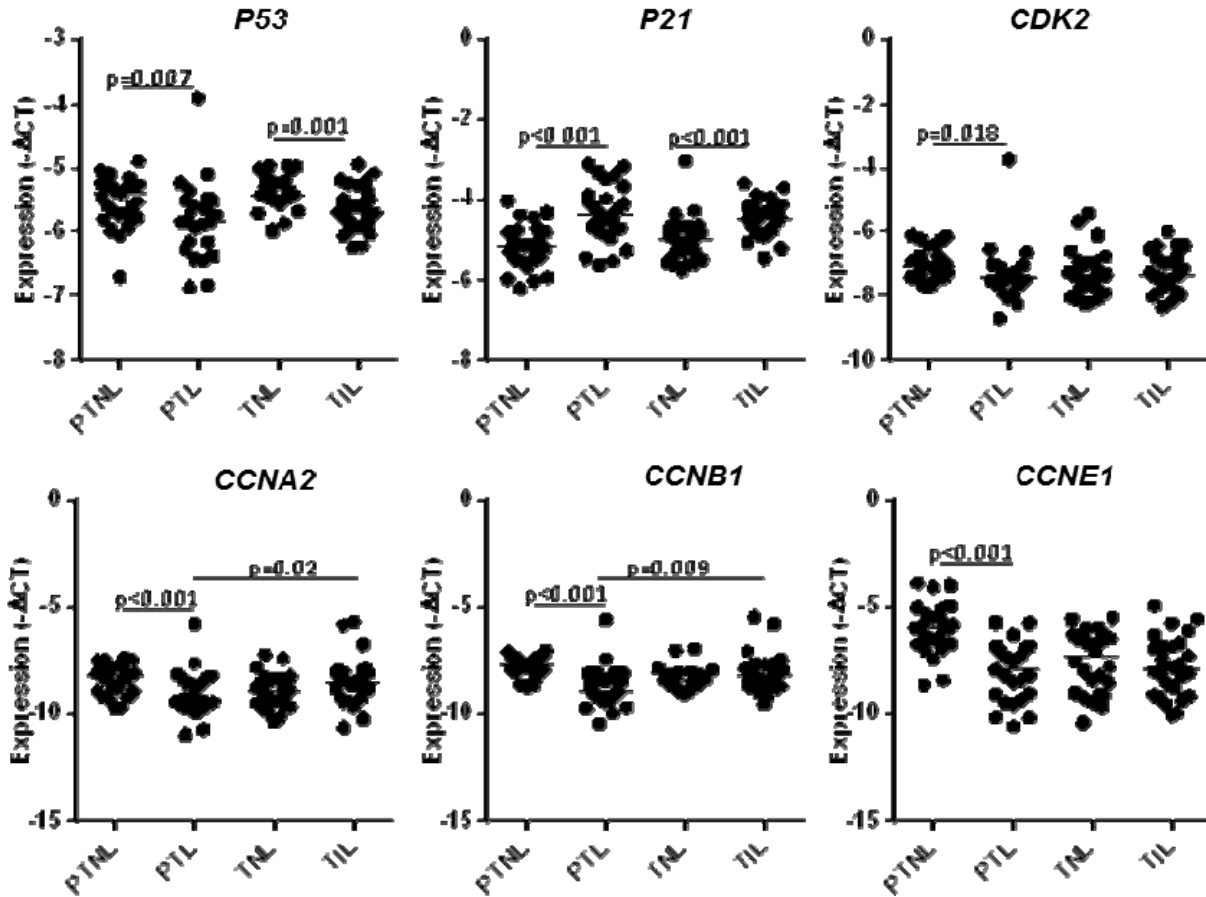 P53
P21
CDK2
-3
-4
-5
-6
-7
-8
Expression (-ΔCT)
p=0.007
p=0.001
PTNL
PTL
TNL
TIL
0
-2
-4
-6
-8
Expression (-ΔCT)
p<0.001
p<0.001
PTNL
PTL
TNL
TIL
0
-2
-4
-6
-8
-10
Expression (-ΔCT)
p=0.018
PTNL
PTL
TNL
TIL
CCNA2
CCNB1
CCNE1
0
-5
-10
-15
Expression (-ΔCT)
p<0.001
p=0.02
PTNL
PTL
TNL
TIL
0
-5
-10
-15
Expression (-ΔCT)
p<0.001
p=0.009
PTNL
PTL
TNL
TIL
0
-5
-10
-15
Expression (-ΔCT)
p<0.001
PTNL
PTL
TNL
TIL